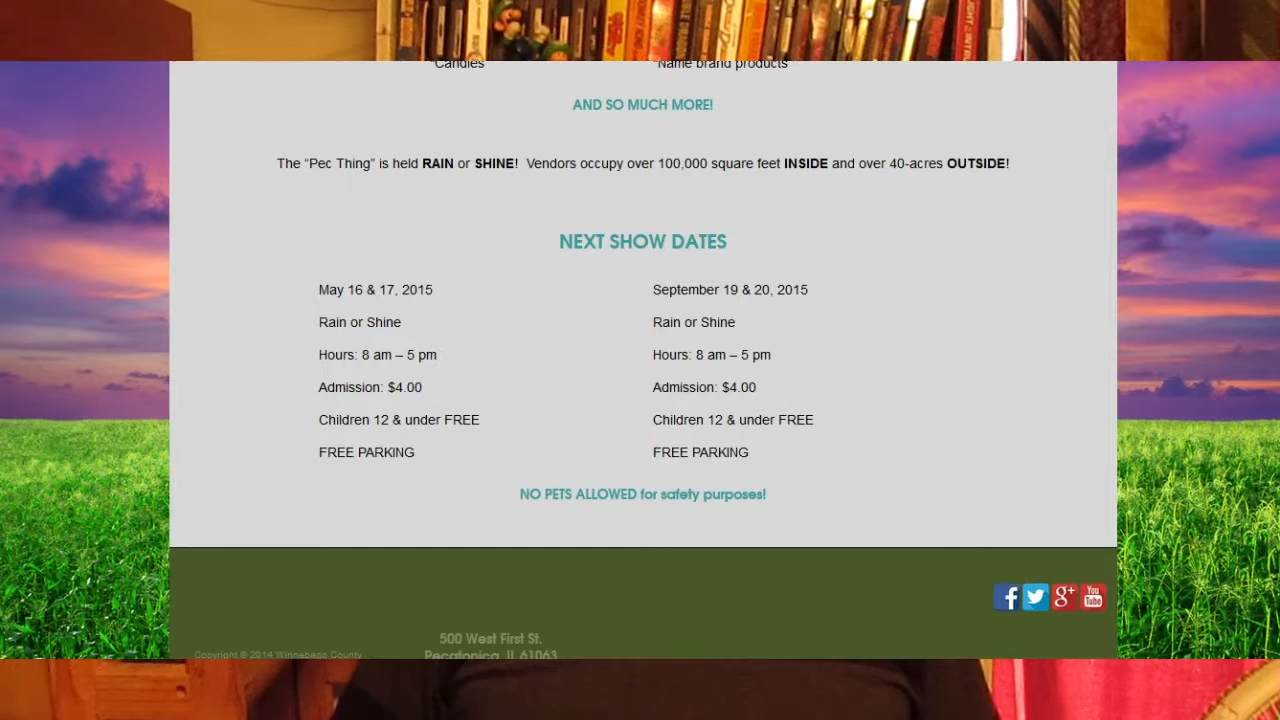 *Candles *Name brand products
AND SO MUCH MORE!
The “Pec Thing” is held RAIN or SHINE! Vendors occupy over 100,000 square feet INSIDE and over 40-acres OUTSIDE!
NEXT SHOW DATES
May 16 & 17, 2015
Rain or Shine
Hours: 8 am – 5 pm
Admission: $4.00
Children 12 & under FREE
FREE PARKING
September 19 & 20, 2015
Rain or Shine
Hours: 8 am – 5 pm
Admission: $4.00
Children 12 & under FREE
FREE PARKING
NO PETS ALLOWED for safety purposes!
f g+ You Tube
500 West First St.
Pecatonica, IL 61063
Copyright © 2014 Winnebago County